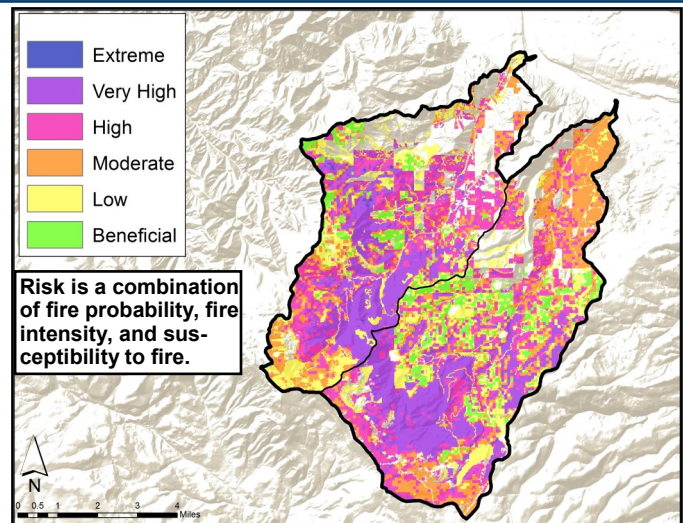 Extreme
Very High
High
Moderate
Low
Beneficial
Risk is a combination
of fire probability, fire
intensity, and sus-
ceptibility to fire.
N
0 0.5 1 2 3 4
Miles